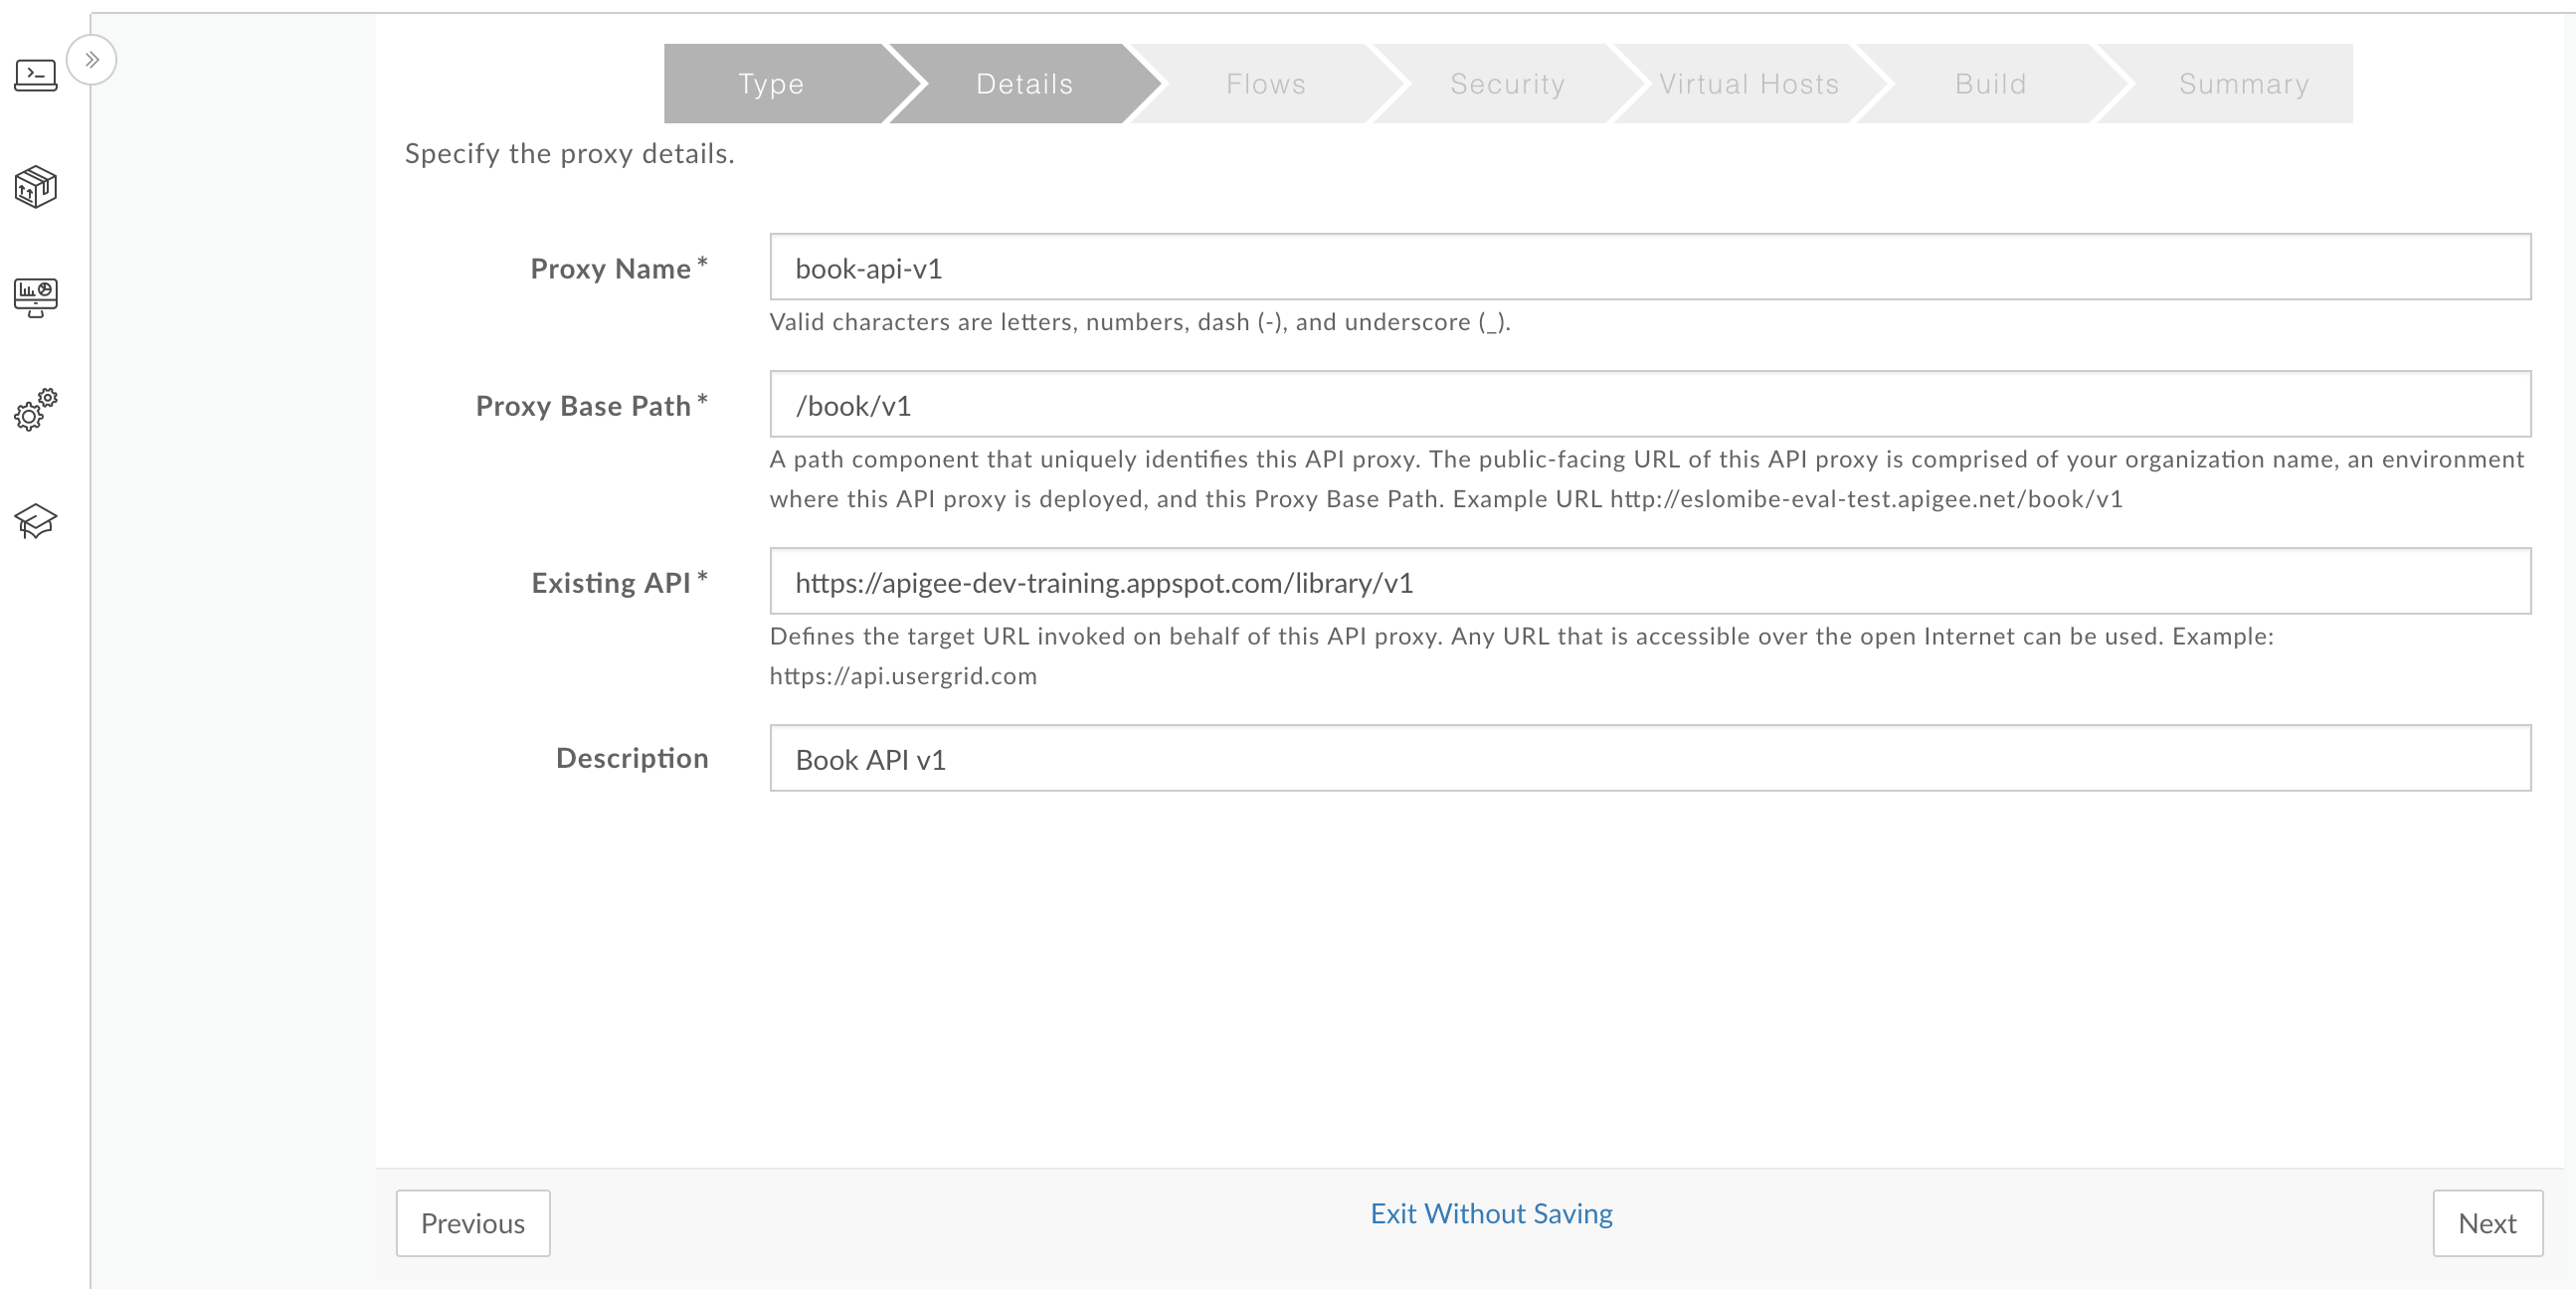 Type
Details
Flows
Security
Virtual Hosts
Build
Summary
Specify the proxy details.
Proxy Name *
book-api-v1
Valid characters are letters, numbers, dash (-), and underscore (_).
Proxy Base Path *
/book/v1
A path component that uniquely identifies this API proxy. The public-facing URL of this API proxy is comprised of your organization name, an environment
where this API proxy is deployed, and this Proxy Base Path. Example URL http://eslomibe-eval-test.apigee.net/book/v1
Existing API *
https://apigee-dev-training.appspot.com/library/v1
Defines the target URL invoked on behalf of this API proxy. Any URL that is accessible over the open Internet can be used. Example:
https://api.usergrid.com
Description
Book API v1
Previous
Exit Without Saving
Next